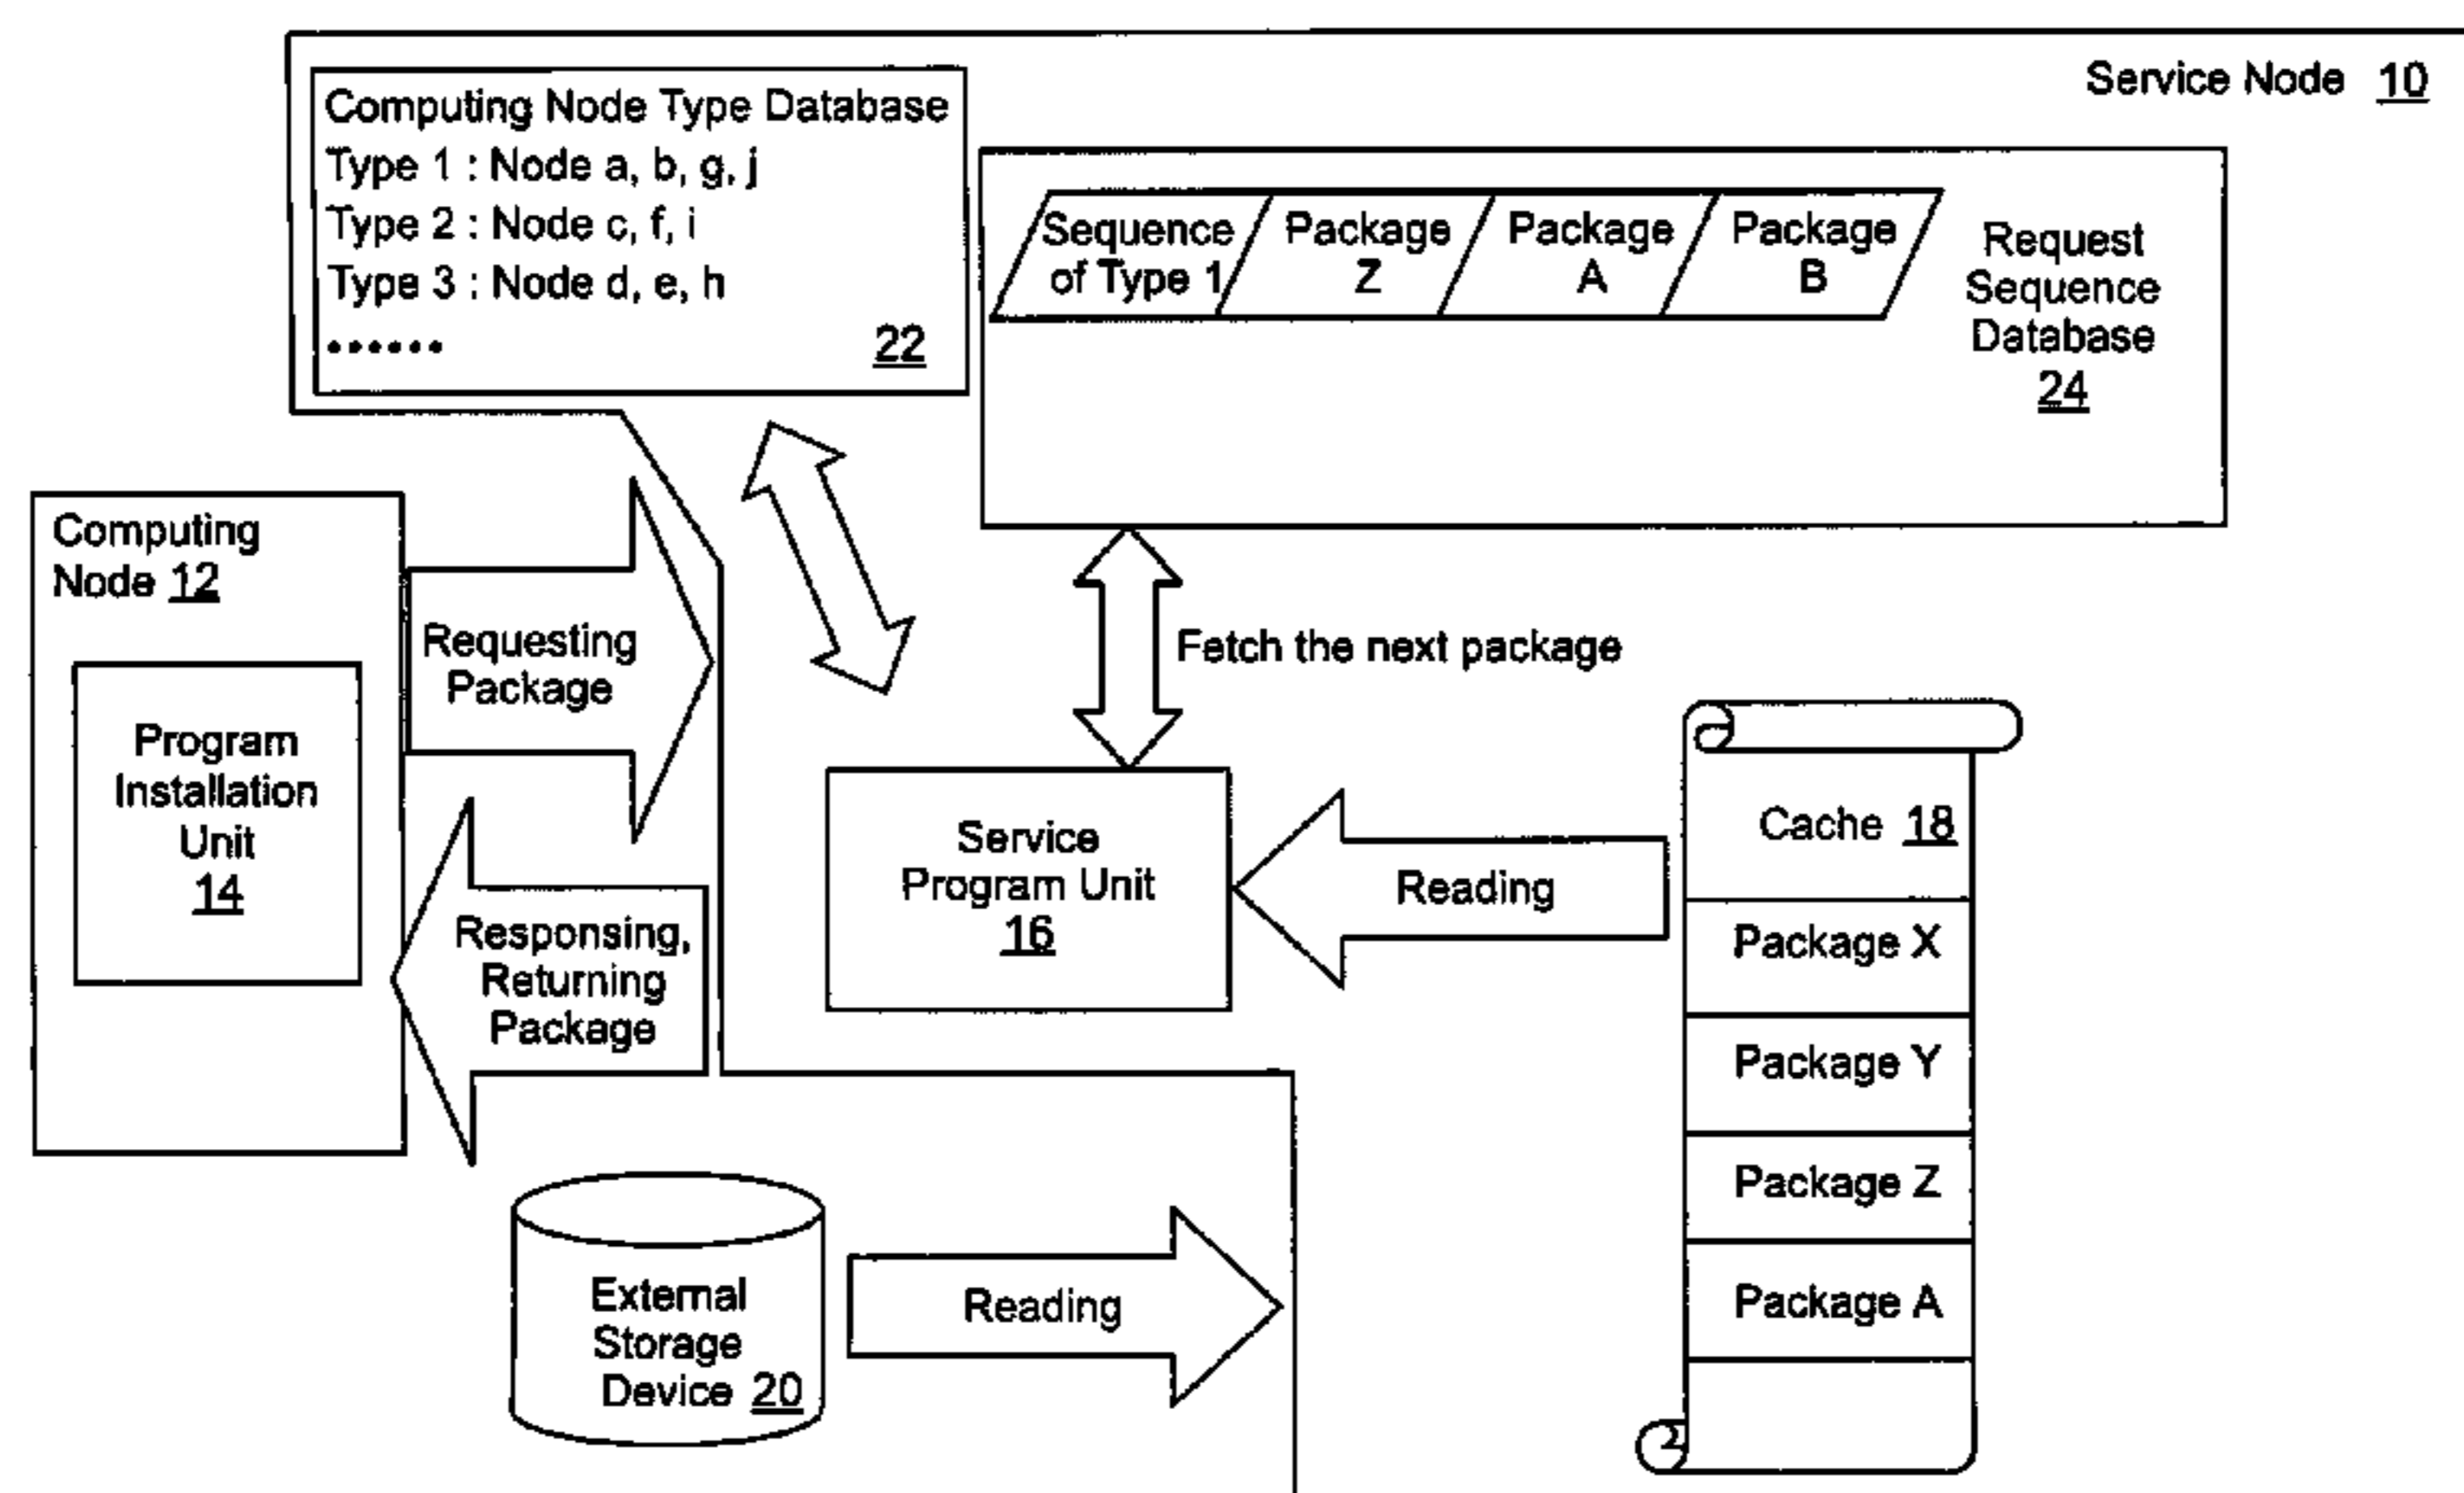 Service Node 10
Computing Node Type Database
Type 1 : Node a, b, g, j
Type 2 : Node c, f, i
Type 3 : Node d, e, h
......
22
Sequence
of Type 1
Package
Z
Package
A
Package
B
Request
Sequence
Database
24
Computing
Node 12
Program
Installation
Unit
14
Requesting
Package
Responsing,
Returning
Package
Fetch the next package
Service
Program Unit
16
Reading
Cache 18
Package X
Package Y
Package Z
Package A
External
Storage
Device 20
Reading